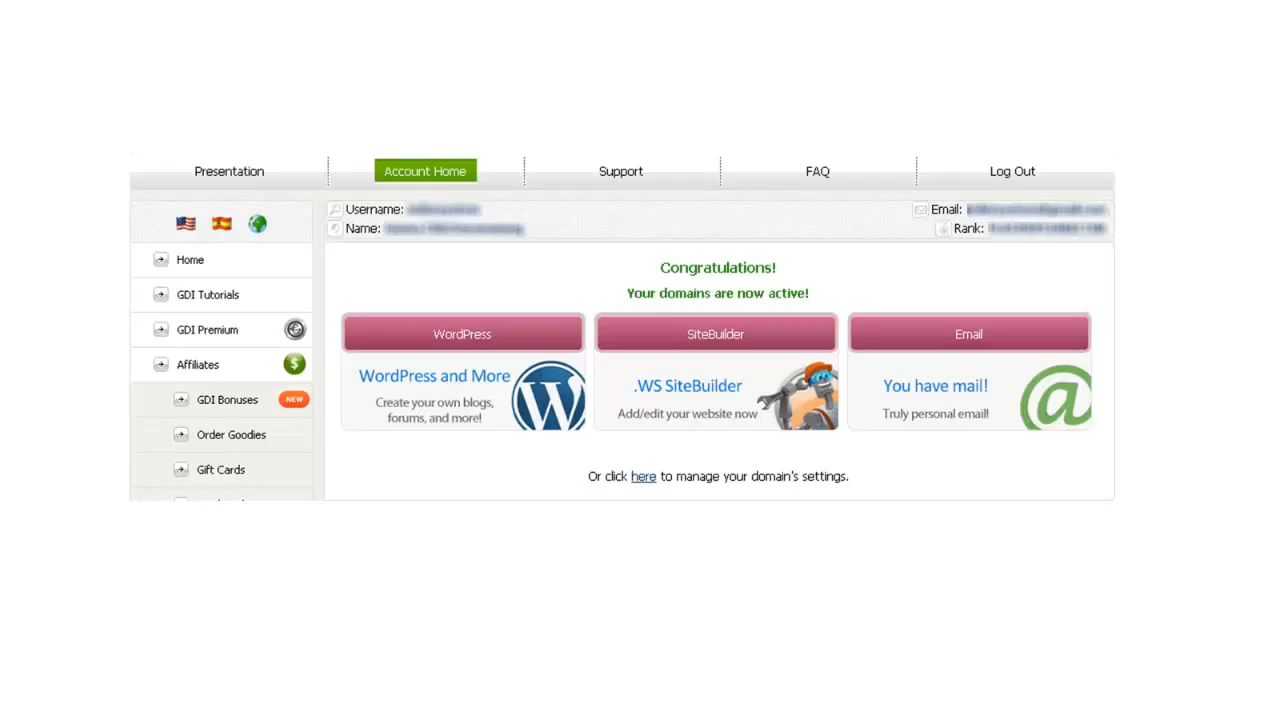 Presentation
Account Home
Support
FAQ
Log Out
Username:
Email:
Name:
Rank:
Home
GDI Tutorials
GDI Premium
Affiliates
GDI Bonuses
NEW
Order Goodies
Gift Cards
Congratulations!
Your domains are now active!
WordPress
WordPress and More
Create your own blogs,
forums, and more!
SiteBuilder
.WS SiteBuilder
Add/edit your website now
Email
You have mail!
Truly personal email!
Or click here to manage your domain's settings.